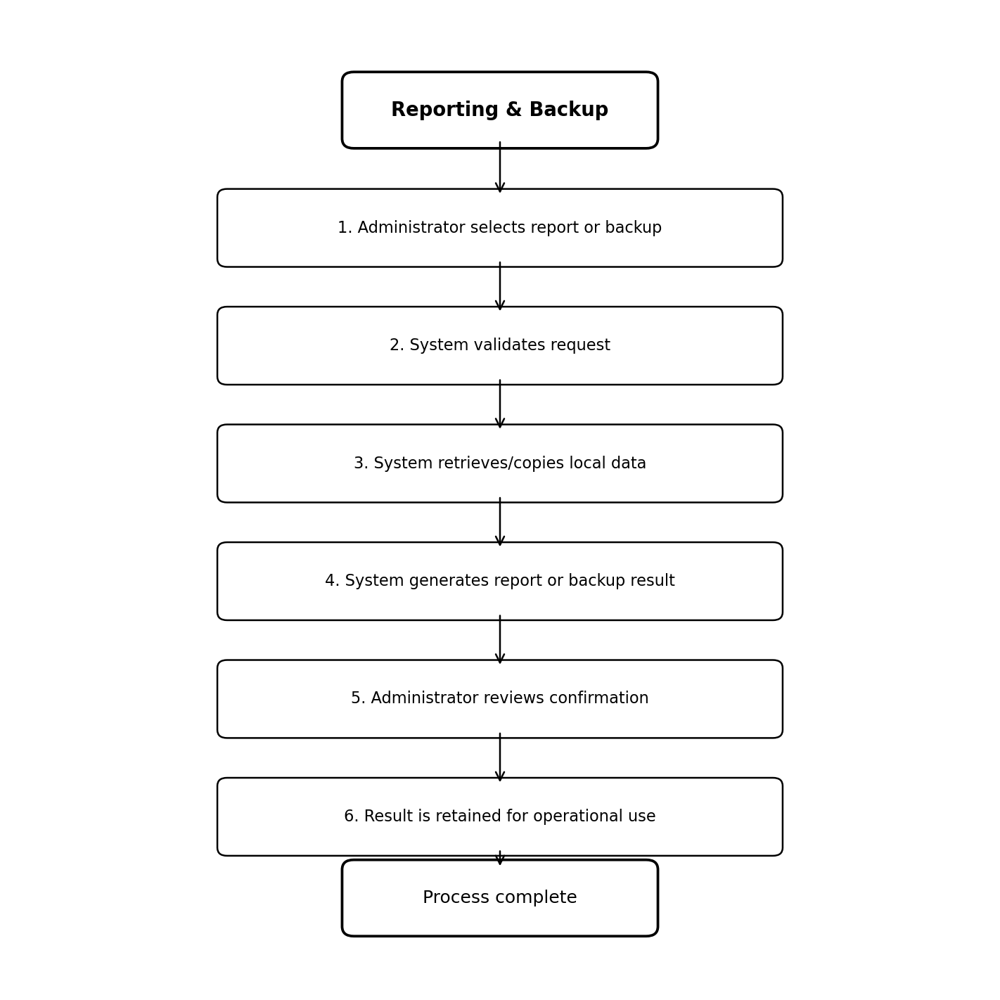 Reporting & Backup
1. Administrator selects report or backup
2. System validates request
3. System retrieves/copies local data
4. System generates report or backup result
5. Administrator reviews confirmation
6. Result is retained for operational use
Process complete